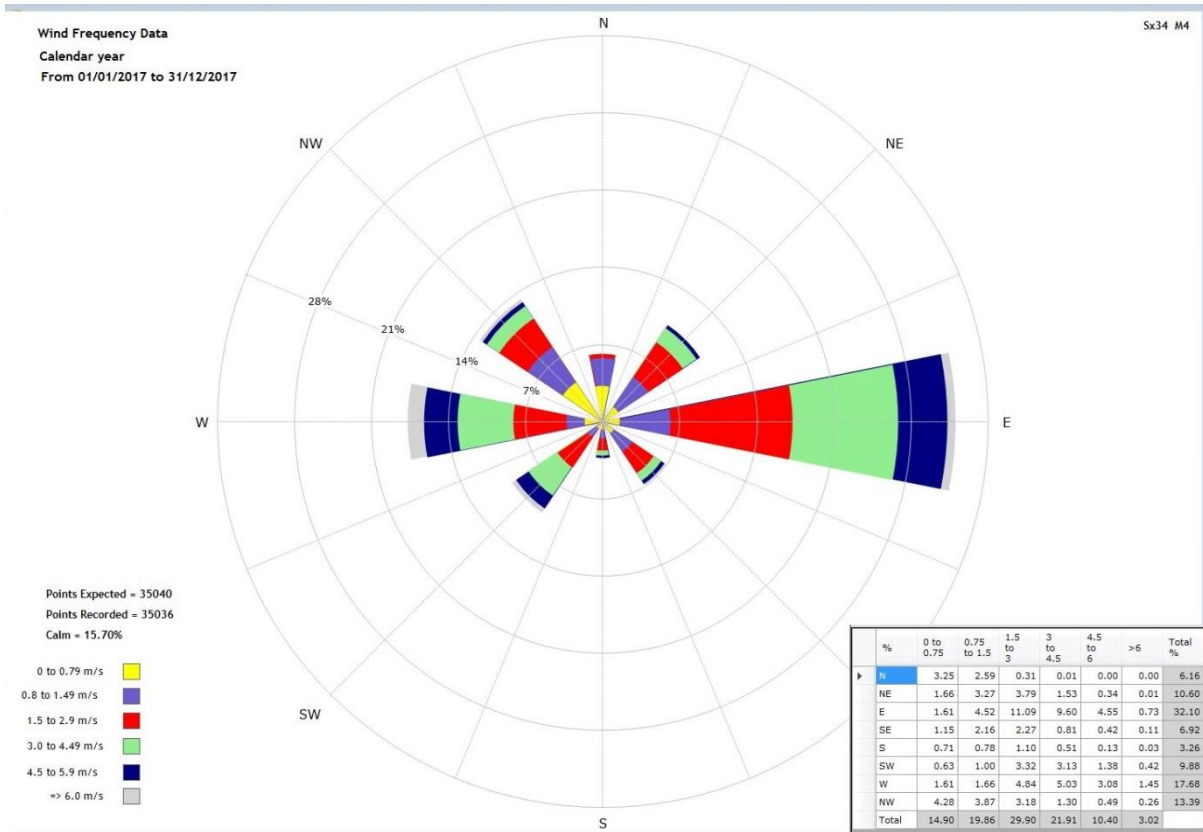 Wind Frequency Data
Calendar year
From 01/01/2017 to 31/12/2017
Sx34 M4
N
NW
NE
28%
21%
14%
7%
W
E
SW
S
Points Expected = 35040
Points Recorded = 35036
Calm = 15.70%
0 to 0.79 m/s
0.8 to 1.49 m/s
1.5 to 2.9 m/s
3.0 to 4.49 m/s
4.5 to 5.9 m/s
=> 6.0 m/s
% 0 to 0.75 0.75 to 1.5 1.5 to 3 3 to 4.5 4.5 to 6 >6 Total %
N 3.25 2.59 0.31 0.01 0.00 0.00 6.16
NE 1.66 3.27 3.79 1.53 0.34 0.01 10.60
E 1.61 4.52 11.09 9.60 4.55 0.73 32.10
SE 1.15 2.16 2.27 0.81 0.42 0.11 6.92
S 0.71 0.78 1.10 0.51 0.13 0.03 3.26
SW 0.63 1.00 3.32 3.13 1.38 0.42 9.88
W 1.61 1.66 4.84 5.03 3.08 1.45 17.68
NW 4.28 3.87 3.18 1.30 0.49 0.26 13.39
Total 14.90 19.86 29.90 21.91 10.40 3.02